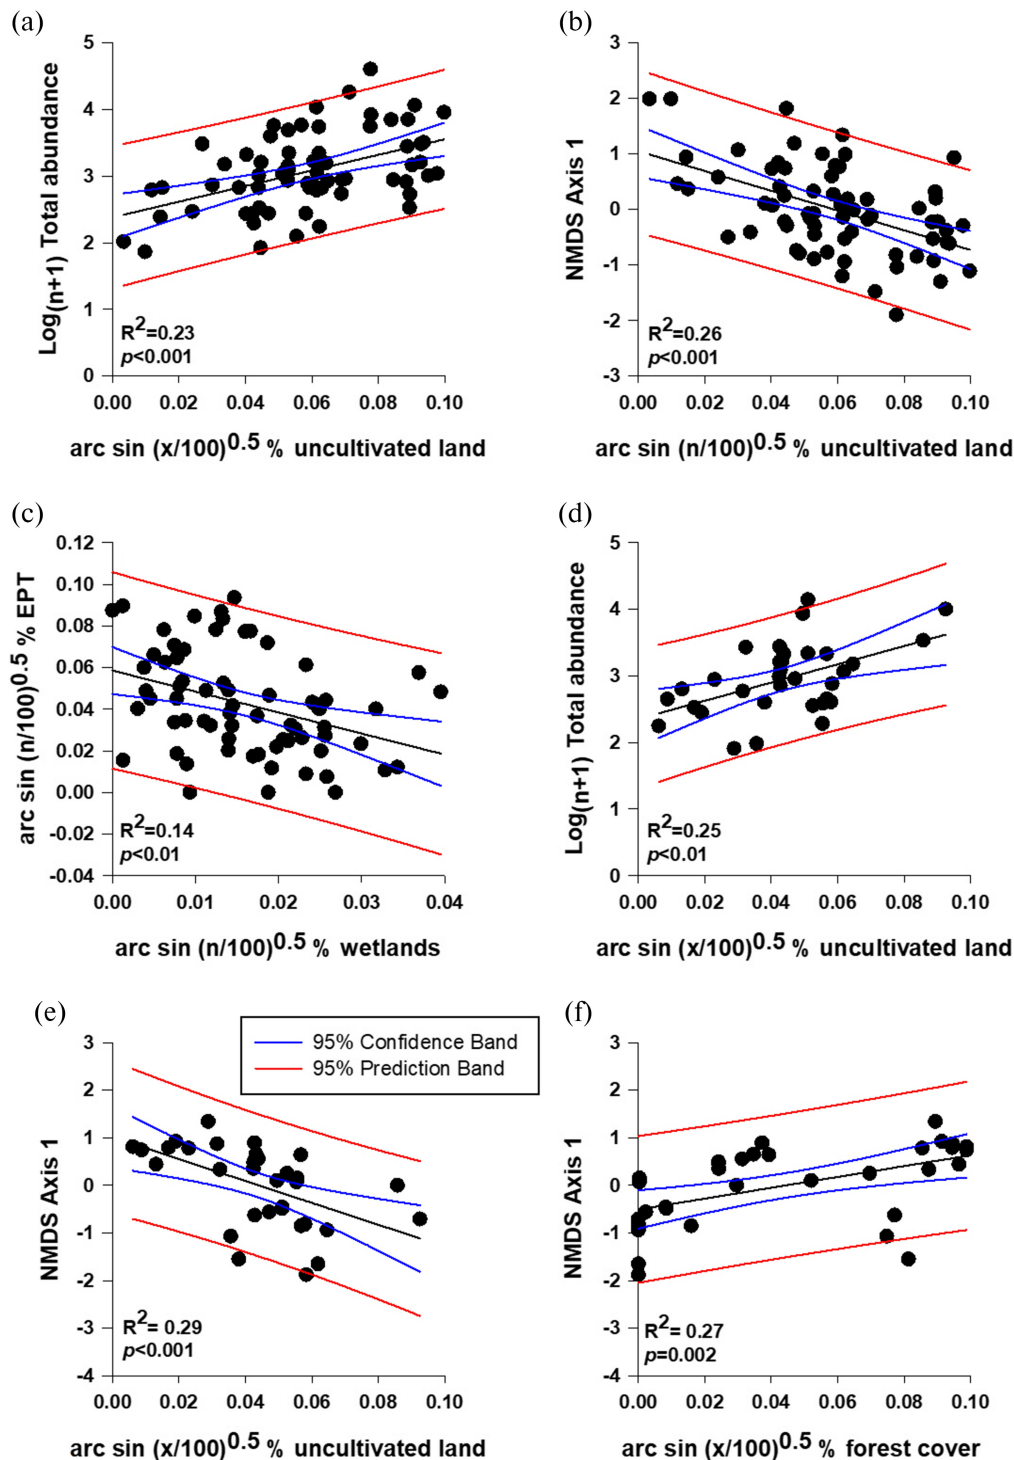 (a)
5
4
3
2
1
0
Log(n+1) Total abundance
R2=0.23
p<0.001
0.00 0.02 0.04 0.06 0.08 0.10
arc sin (x/100)0.5 % uncultivated land
(b)
3
2
1
0
-1
-2
-3
NMDS Axis 1
R2=0.26
p<0.001
0.00 0.02 0.04 0.06 0.08 0.10
arc sin (n/100)0.5 % uncultivated land
(c)
0.12
0.10
0.08
0.06
0.04
0.02
0.00
-0.02
-0.04
arc sin (n/100)0.5 % EPT
R2=0.14
p<0.01
0.00 0.01 0.02 0.03 0.04
arc sin (n/100)0.5 % wetlands
(d)
5
4
3
2
1
0
Log(n+1) Total abundance
R2=0.25
p<0.01
0.00 0.02 0.04 0.06 0.08 0.10
arc sin (x/100)0.5 % uncultivated land
(e)
95% Confidence Band
95% Prediction Band
3
2
1
0
-1
-2
-3
-4
NMDS Axis 1
R2= 0.29
p<0.001
0.00 0.02 0.04 0.06 0.08 0.10
arc sin (x/100)0.5 % uncultivated land
(f)
3
2
1
0
-1
-2
-3
-4
NMDS Axis 1
R2= 0.27
p=0.002
0.00 0.02 0.04 0.06 0.08 0.10
arc sin (x/100)0.5 % forest cover